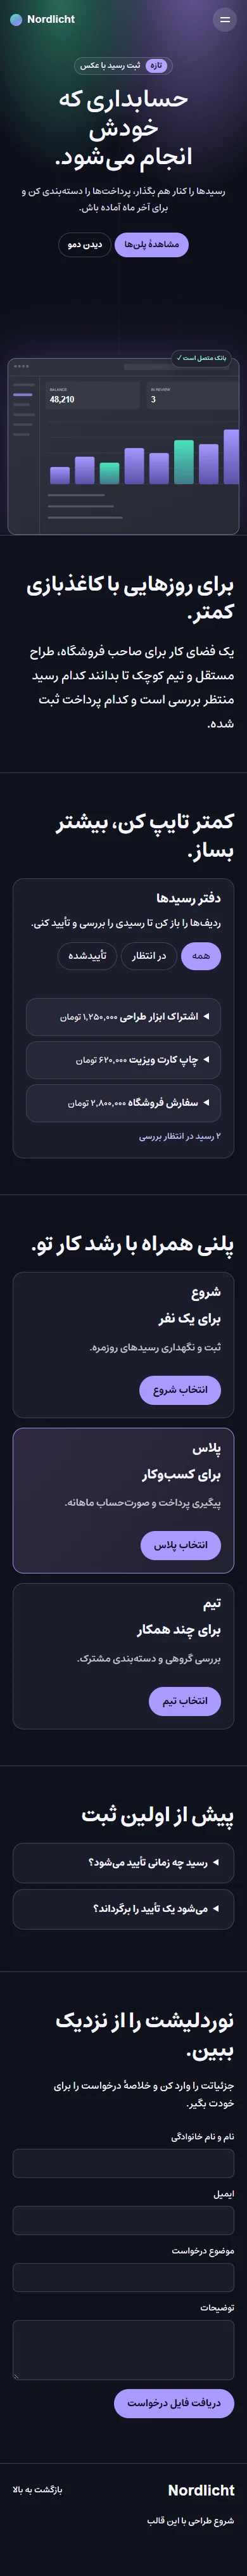 Nordlicht
تازه ثبت رسید با عکس
حسابداری که
خودش
انجام می‌شود.
رسیدها را کنار هم بگذار، پرداخت‌ها را دسته‌بندی کن و
برای آخر ماه آماده باش.
مشاهدهٔ پلن‌ها
دیدن دمو
بانک متصل است ✓
BALANCE
48,210
IN REVIEW
3
برای روزهایی با کاغذبازی
کمتر.
یک فضای کار برای صاحب فروشگاه، طراح
مستقل و تیم کوچک تا بدانند کدام رسید
منتظر بررسی است و کدام پرداخت ثبت
شده.
کمتر تایپ کن، بیشتر
بساز.
دفتر رسیدها
ردیف‌ها را باز کن تا رسیدی را بررسی و تأیید کنی.
همه
در انتظار
تأییدشده
اشتراک ابزار طراحی ۱,۲۵۰,۰۰۰ تومان
چاپ کارت ویزیت ۶۲۰,۰۰۰ تومان
سفارش فروشگاه ۲,۸۰۰,۰۰۰ تومان
۲ رسید در انتظار بررسی
پلنی همراه با رشد کار تو.
شروع
برای یک نفر
ثبت و نگهداری رسیدهای روزمره.
انتخاب شروع
پلاس
برای کسب‌وکار
پیگیری پرداخت و صورت‌حساب ماهانه.
انتخاب پلاس
تیم
برای چند همکار
بررسی گروهی و دسته‌بندی مشترک.
انتخاب تیم
پیش از اولین ثبت
رسید چه زمانی تأیید می‌شود؟
می‌شود یک تأیید را برگرداند؟
نوردلیشت را از نزدیک
ببین.
جزئیاتت را وارد کن و خلاصهٔ درخواست را برای
خودت بگیر.
نام و نام خانوادگی
ایمیل
موضوع درخواست
توضیحات
دریافت فایل درخواست
Nordlicht
بازگشت به بالا
شروع طراحی با این قالب